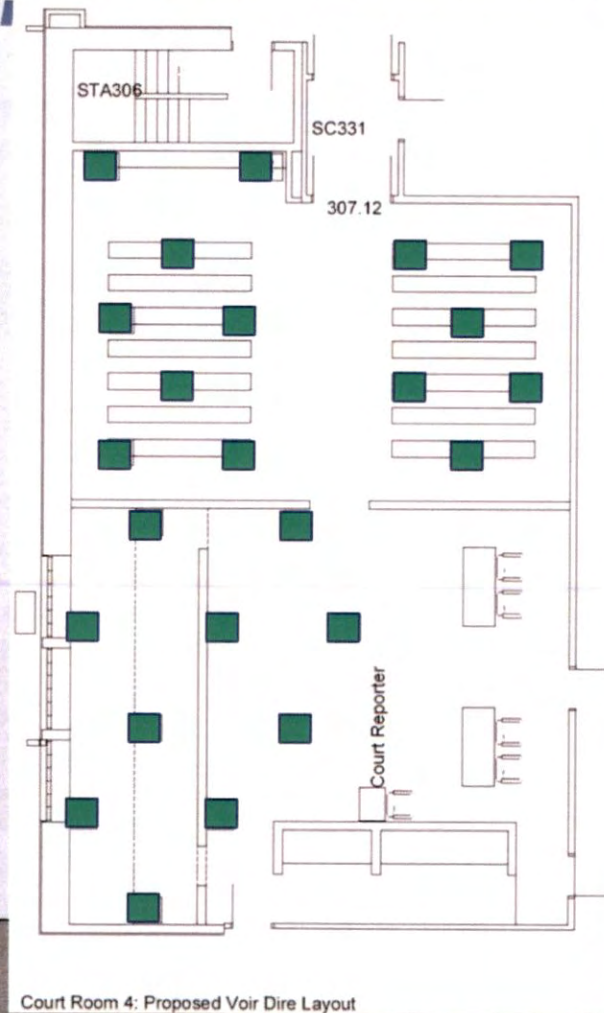 STA306
SC331
307.12
Court Reporter
Court Room 4: Proposed Voir Dire Layout